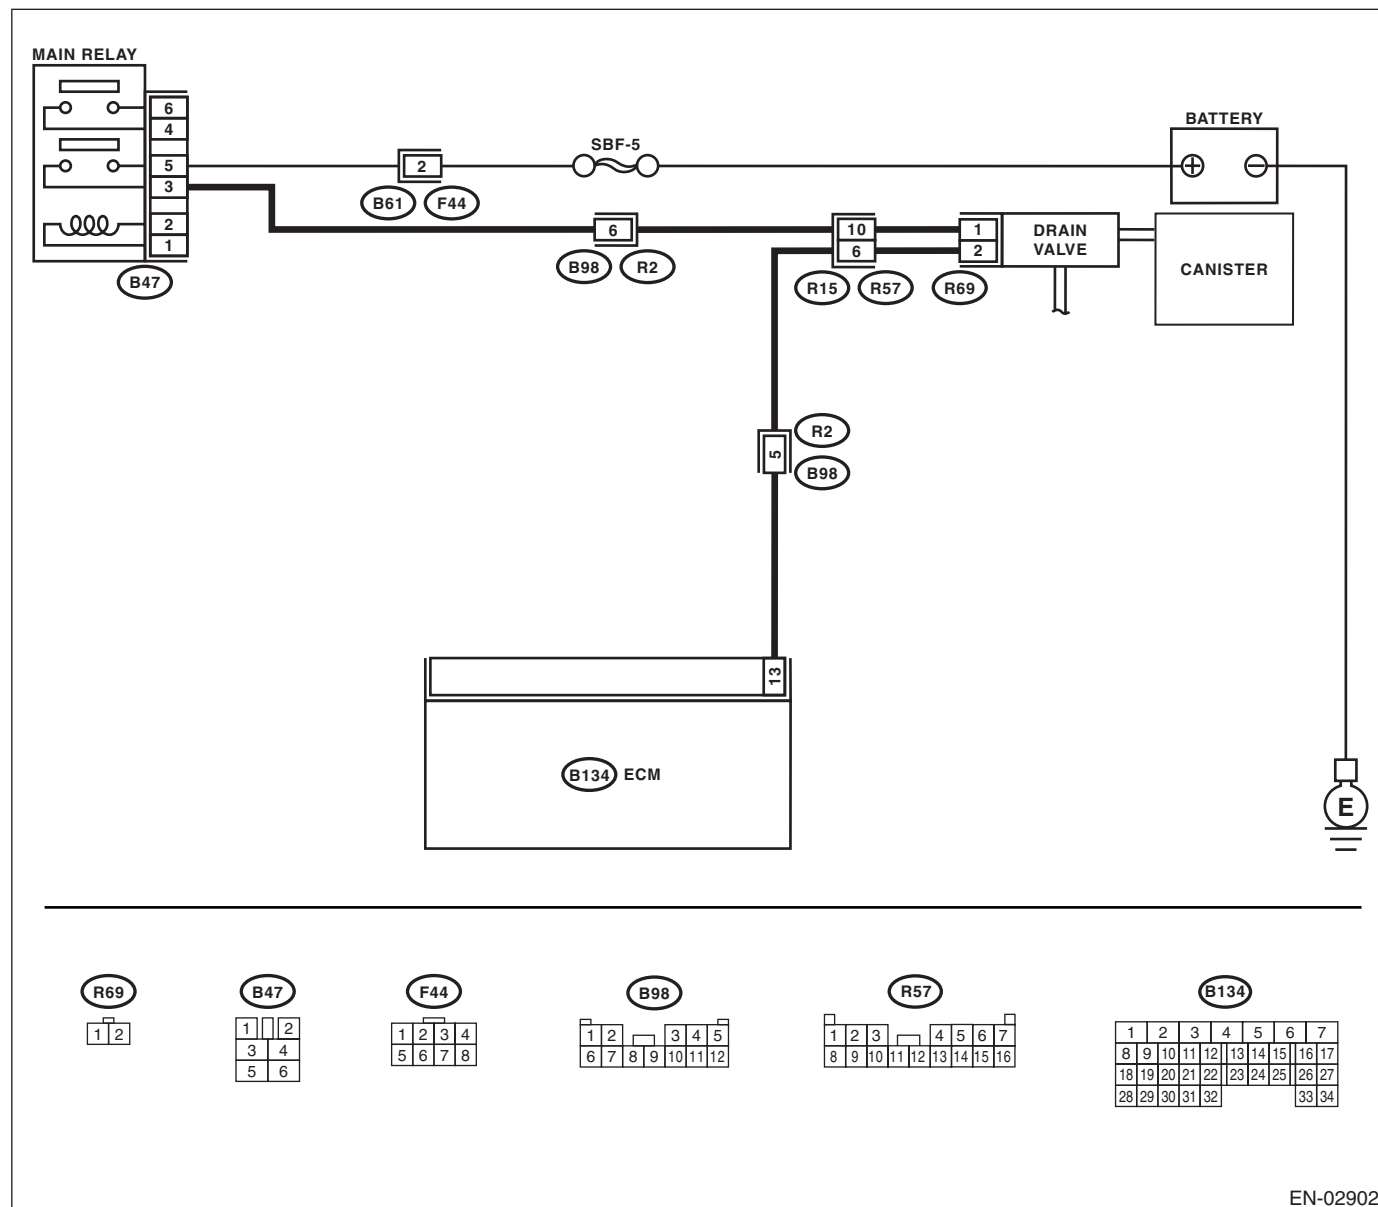 MAIN RELAY
6
4
5
3
2
1
B47
2
B61 F44
SBF-5
BATTERY
+ −
6
B98 R2
10
6
R15 R57
1
2
R69
DRAIN
VALVE
CANISTER
R2
5
B98
13
B134 ECM
E
R69
1 2
B47
1 2
3 4
5 6
F44
1 2 3 4
5 6 7 8
B98
1 2 3 4 5
6 7 8 9 10 11 12
R57
1 2 3 4 5 6 7
8 9 10 11 12 13 14 15 16
B134
1 2 3 4 5 6 7
8 9 10 11 12 13 14 15 16 17
18 19 20 21 22 23 24 25 26 27
28 29 30 31 32 33 34
EN-02902